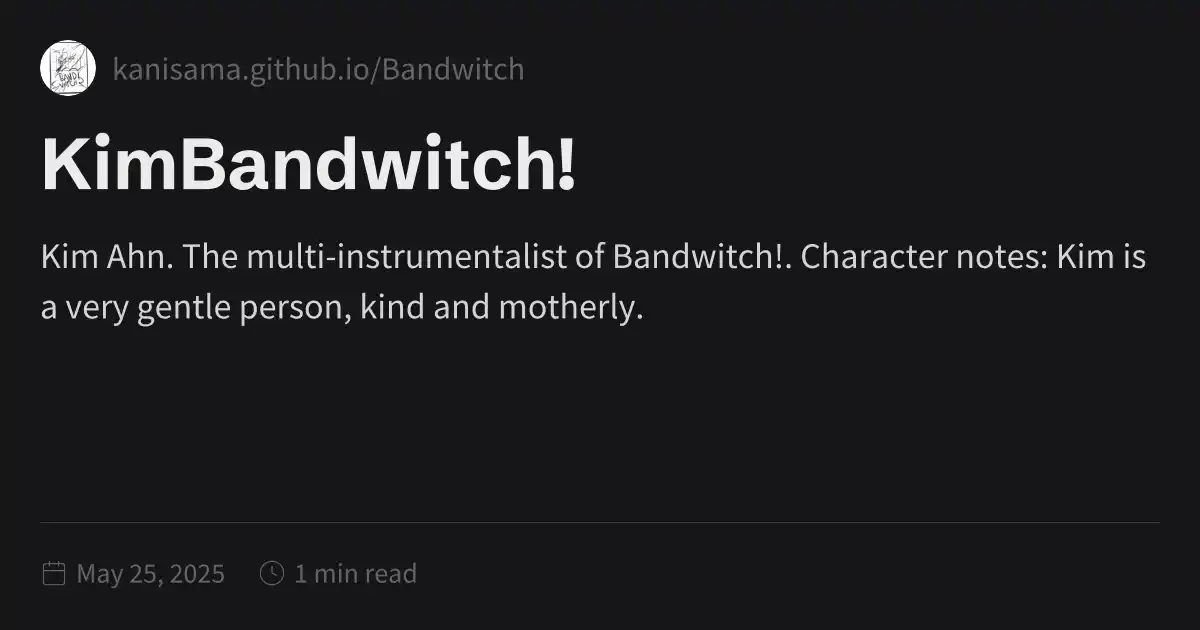 kanisama.github.io/Bandwitch
KimBandwitch!
Kim Ahn. The multi-instrumentalist of Bandwitch!. Character notes: Kim is
a very gentle person, kind and motherly.
May 25, 2025
1 min read